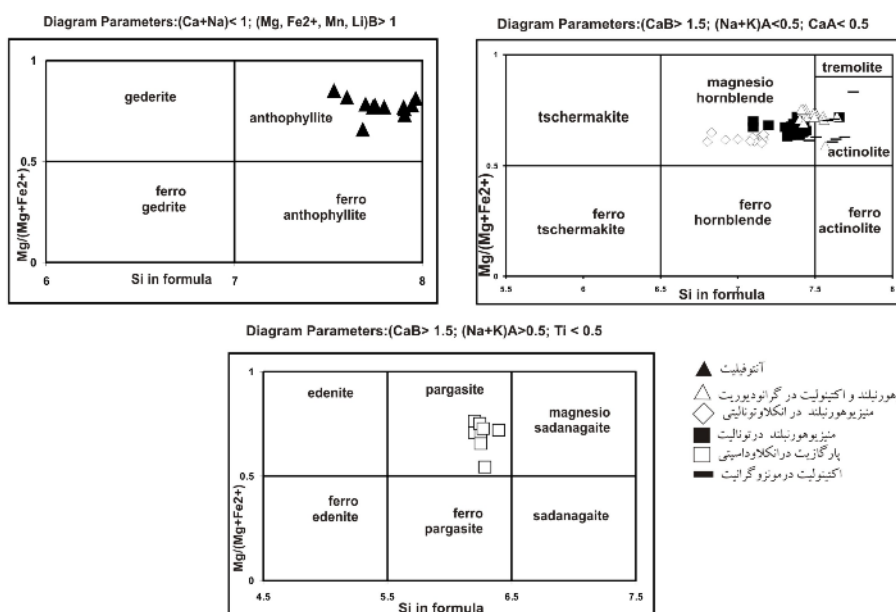 Diagram Parameters:(Ca+Na)< 1; (Mg, Fe2+, Mn, Li)B> 1
Mg/(Mg+Fe2+)
1
0.5
0
gederite
anthophyllite
ferro
gedrite
ferro
anthophyllite
6
7
8
Si in formula
Diagram Parameters:(CaB> 1.5; (Na+K)A<0.5; CaA< 0.5
Mg/(Mg+Fe2+)
1
0.5
0
tschermakite
magnesio
hornblende
tremolite
actinolite
ferro
tschermakite
ferro
hornblende
ferro
actinolite
5.5
6
6.5
7
7.5
8
Si in formula
Diagram Parameters:(CaB> 1.5; (Na+K)A>0.5; Ti < 0.5
Mg/(Mg+Fe2+)
1
0.5
0
edenite
pargasite
magnesio
sadanagaite
ferro
edenite
ferro
pargasite
sadanagaite
4.5
5.5
6.5
7.5
Si in formula
آنتوفیلیت
هورنبلند و اکتینولیت در گرانودیوریت
منیزیوهورنبلند در انکلاوتونالیتی
منیزیوهورنبلند درتونالیت
پارگازیت درانکلاوداسیتی
اکتینولیت درمونزوگرانیت